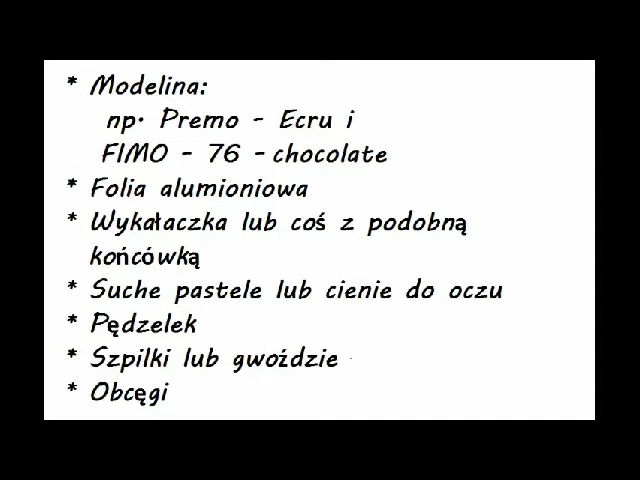 * Modelina:
np. Premo - Ecru i
FIMO - 76 - chocolate
* Folia alumioniowa
* Wykałaczka lub coś z podobną
końcówką
* Suche pastele lub cienie do oczu
* Pędzelek
* Szpilki lub gwoździe
* Obcęgi